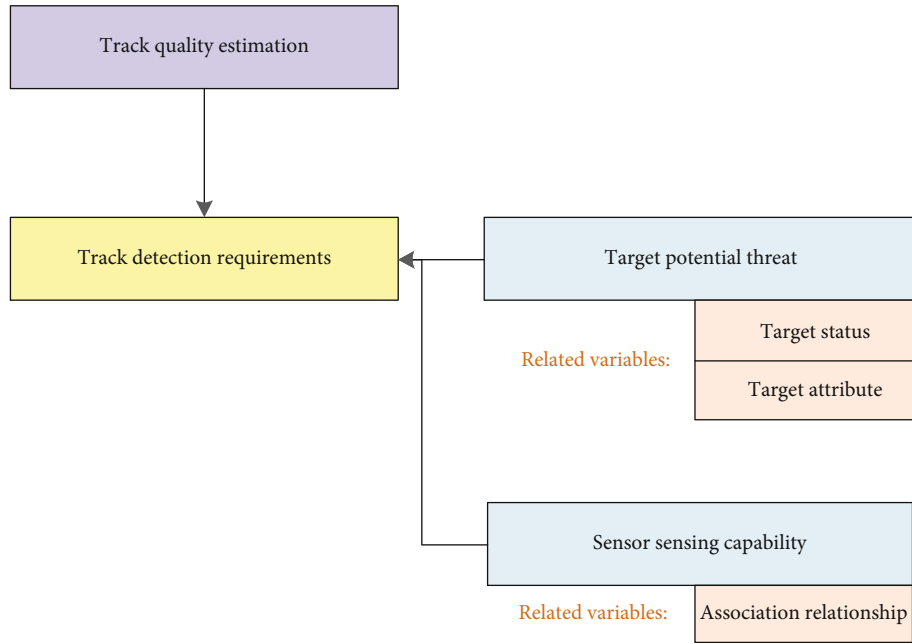 Track quality estimation
Track detection requirements
Target potential threat
Related variables:
Target status
Target attribute
Sensor sensing capability
Related variables:
Association relationship